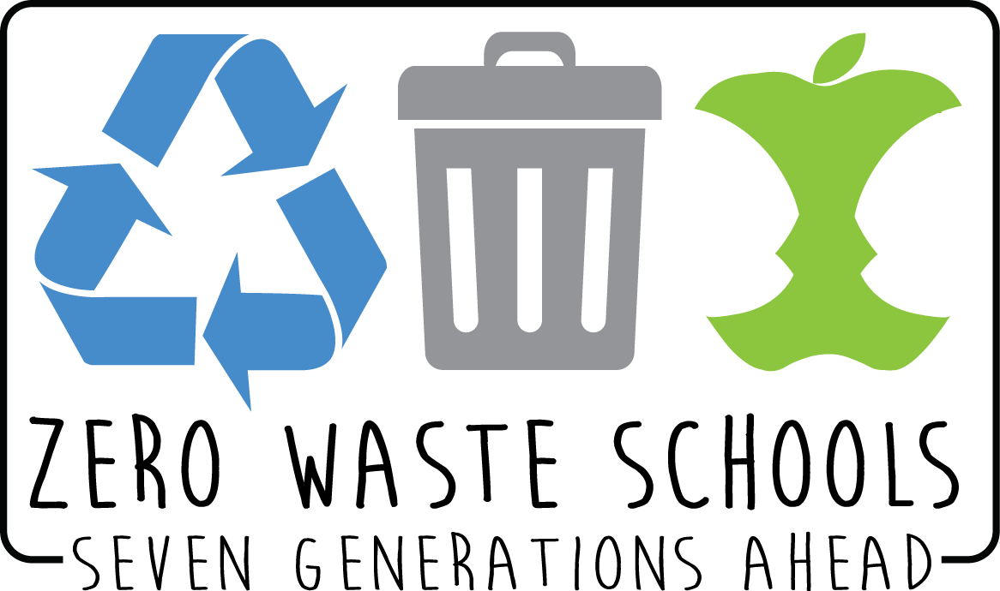 ZERO WASTE SCHOOLS
SEVEN GENERATIONS AHEAD